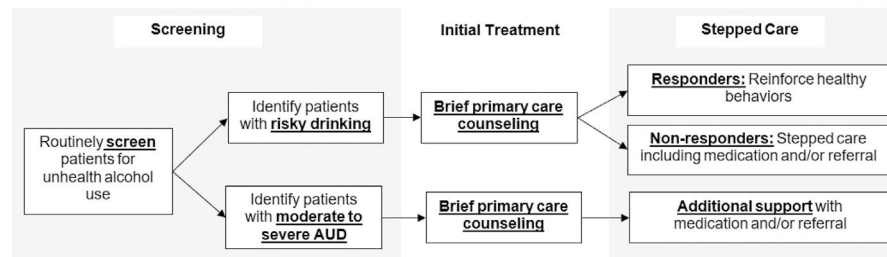 Screening
Initial Treatment
Stepped Care
Routinely screen
patients for
unhealth alcohol
use
Identify patients
with risky drinking
Brief primary care
counseling
Responders: Reinforce healthy
behaviors
Non-responders: Stepped care
including medication and/or referral
Identify patients
with moderate to
severe AUD
Brief primary care
counseling
Additional support with
medication and/or referral